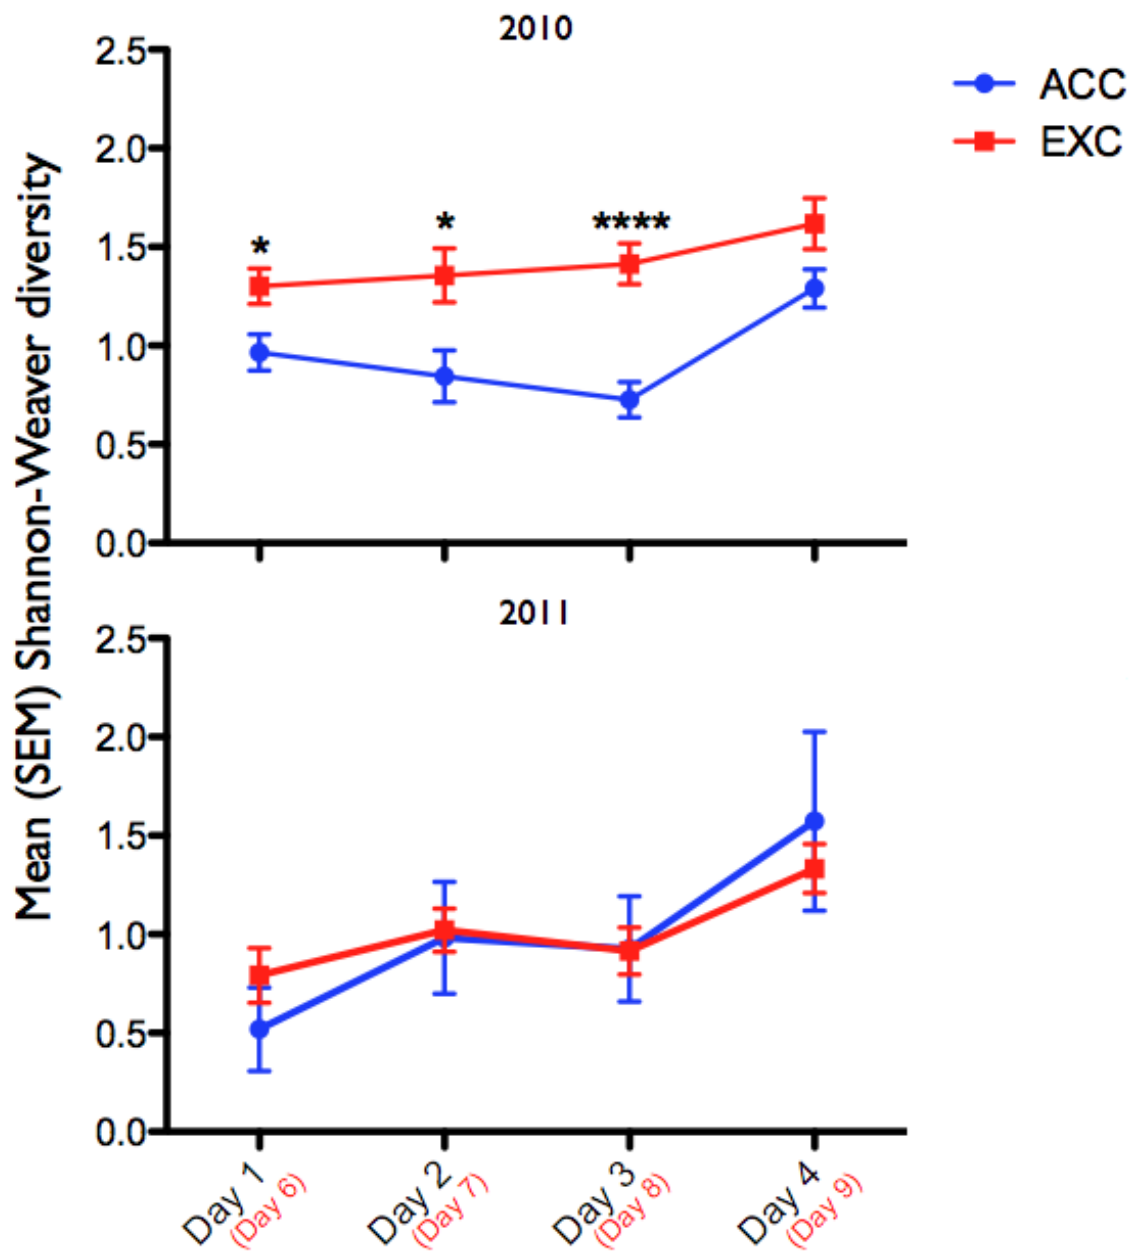 2010
ACC
EXC
Mean (SEM) Shannon-Weaver diversity
2.5
2.0
1.5
1.0
0.5
0.0
*
*
****
2011
2.5
2.0
1.5
1.0
0.5
0.0
Day 1
(Day 6)
Day 2
(Day 7)
Day 3
(Day 8)
Day 4
(Day 9)